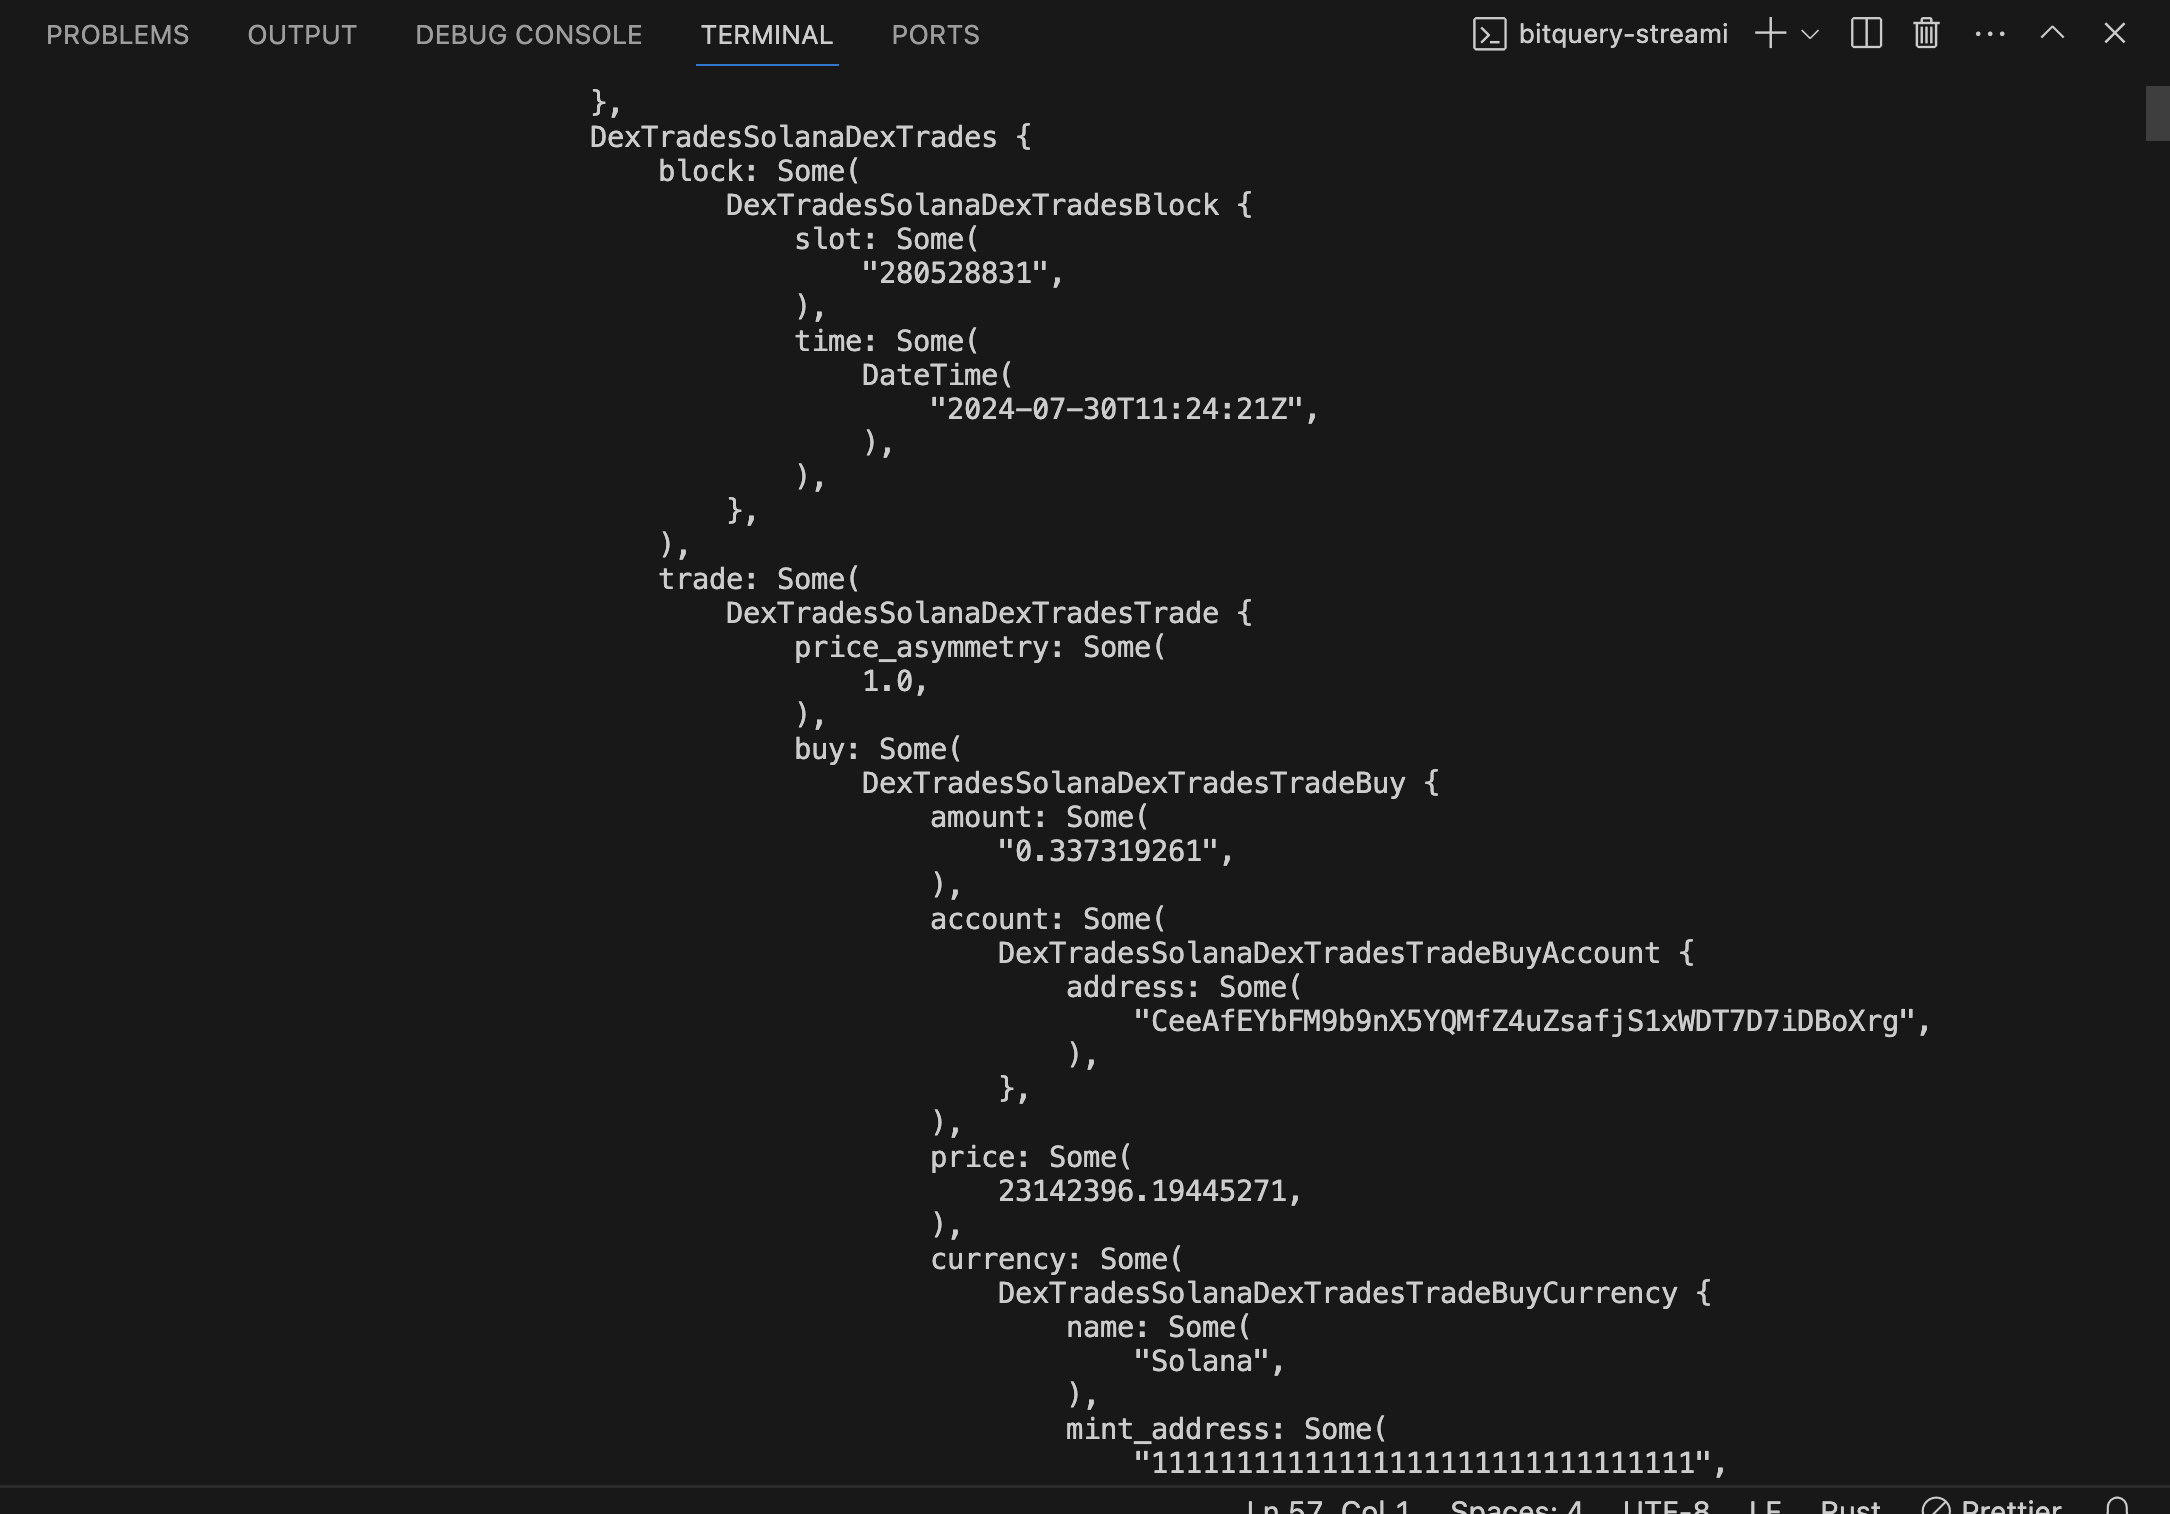 PROBLEMS OUTPUT DEBUG CONSOLE TERMINAL PORTS bitquery-streami
},
DexTradesSolanaDexTrades {
block: Some(
DexTradesSolanaDexTradesBlock {
slot: Some(
"280528831",
),
time: Some(
DateTime(
"2024-07-30T11:24:21Z",
),
),
},
),
trade: Some(
DexTradesSolanaDexTradesTrade {
price_asymmetry: Some(
1.0,
),
buy: Some(
DexTradesSolanaDexTradesTradeBuy {
amount: Some(
"0.337319261",
),
account: Some(
DexTradesSolanaDexTradesTradeBuyAccount {
address: Some(
"CeeAfEYbFM9b9nX5YQMfZ4uZsafjS1xWDT7D7iDBoXrg",
),
},
),
price: Some(
23142396.19445271,
),
currency: Some(
DexTradesSolanaDexTradesTradeBuyCurrency {
name: Some(
"Solana",
),
mint_address: Some(
"11111111111111111111111111111111",
Ln 57, Col 1 Spaces: 4 UTF-8 LF Rust Prettier